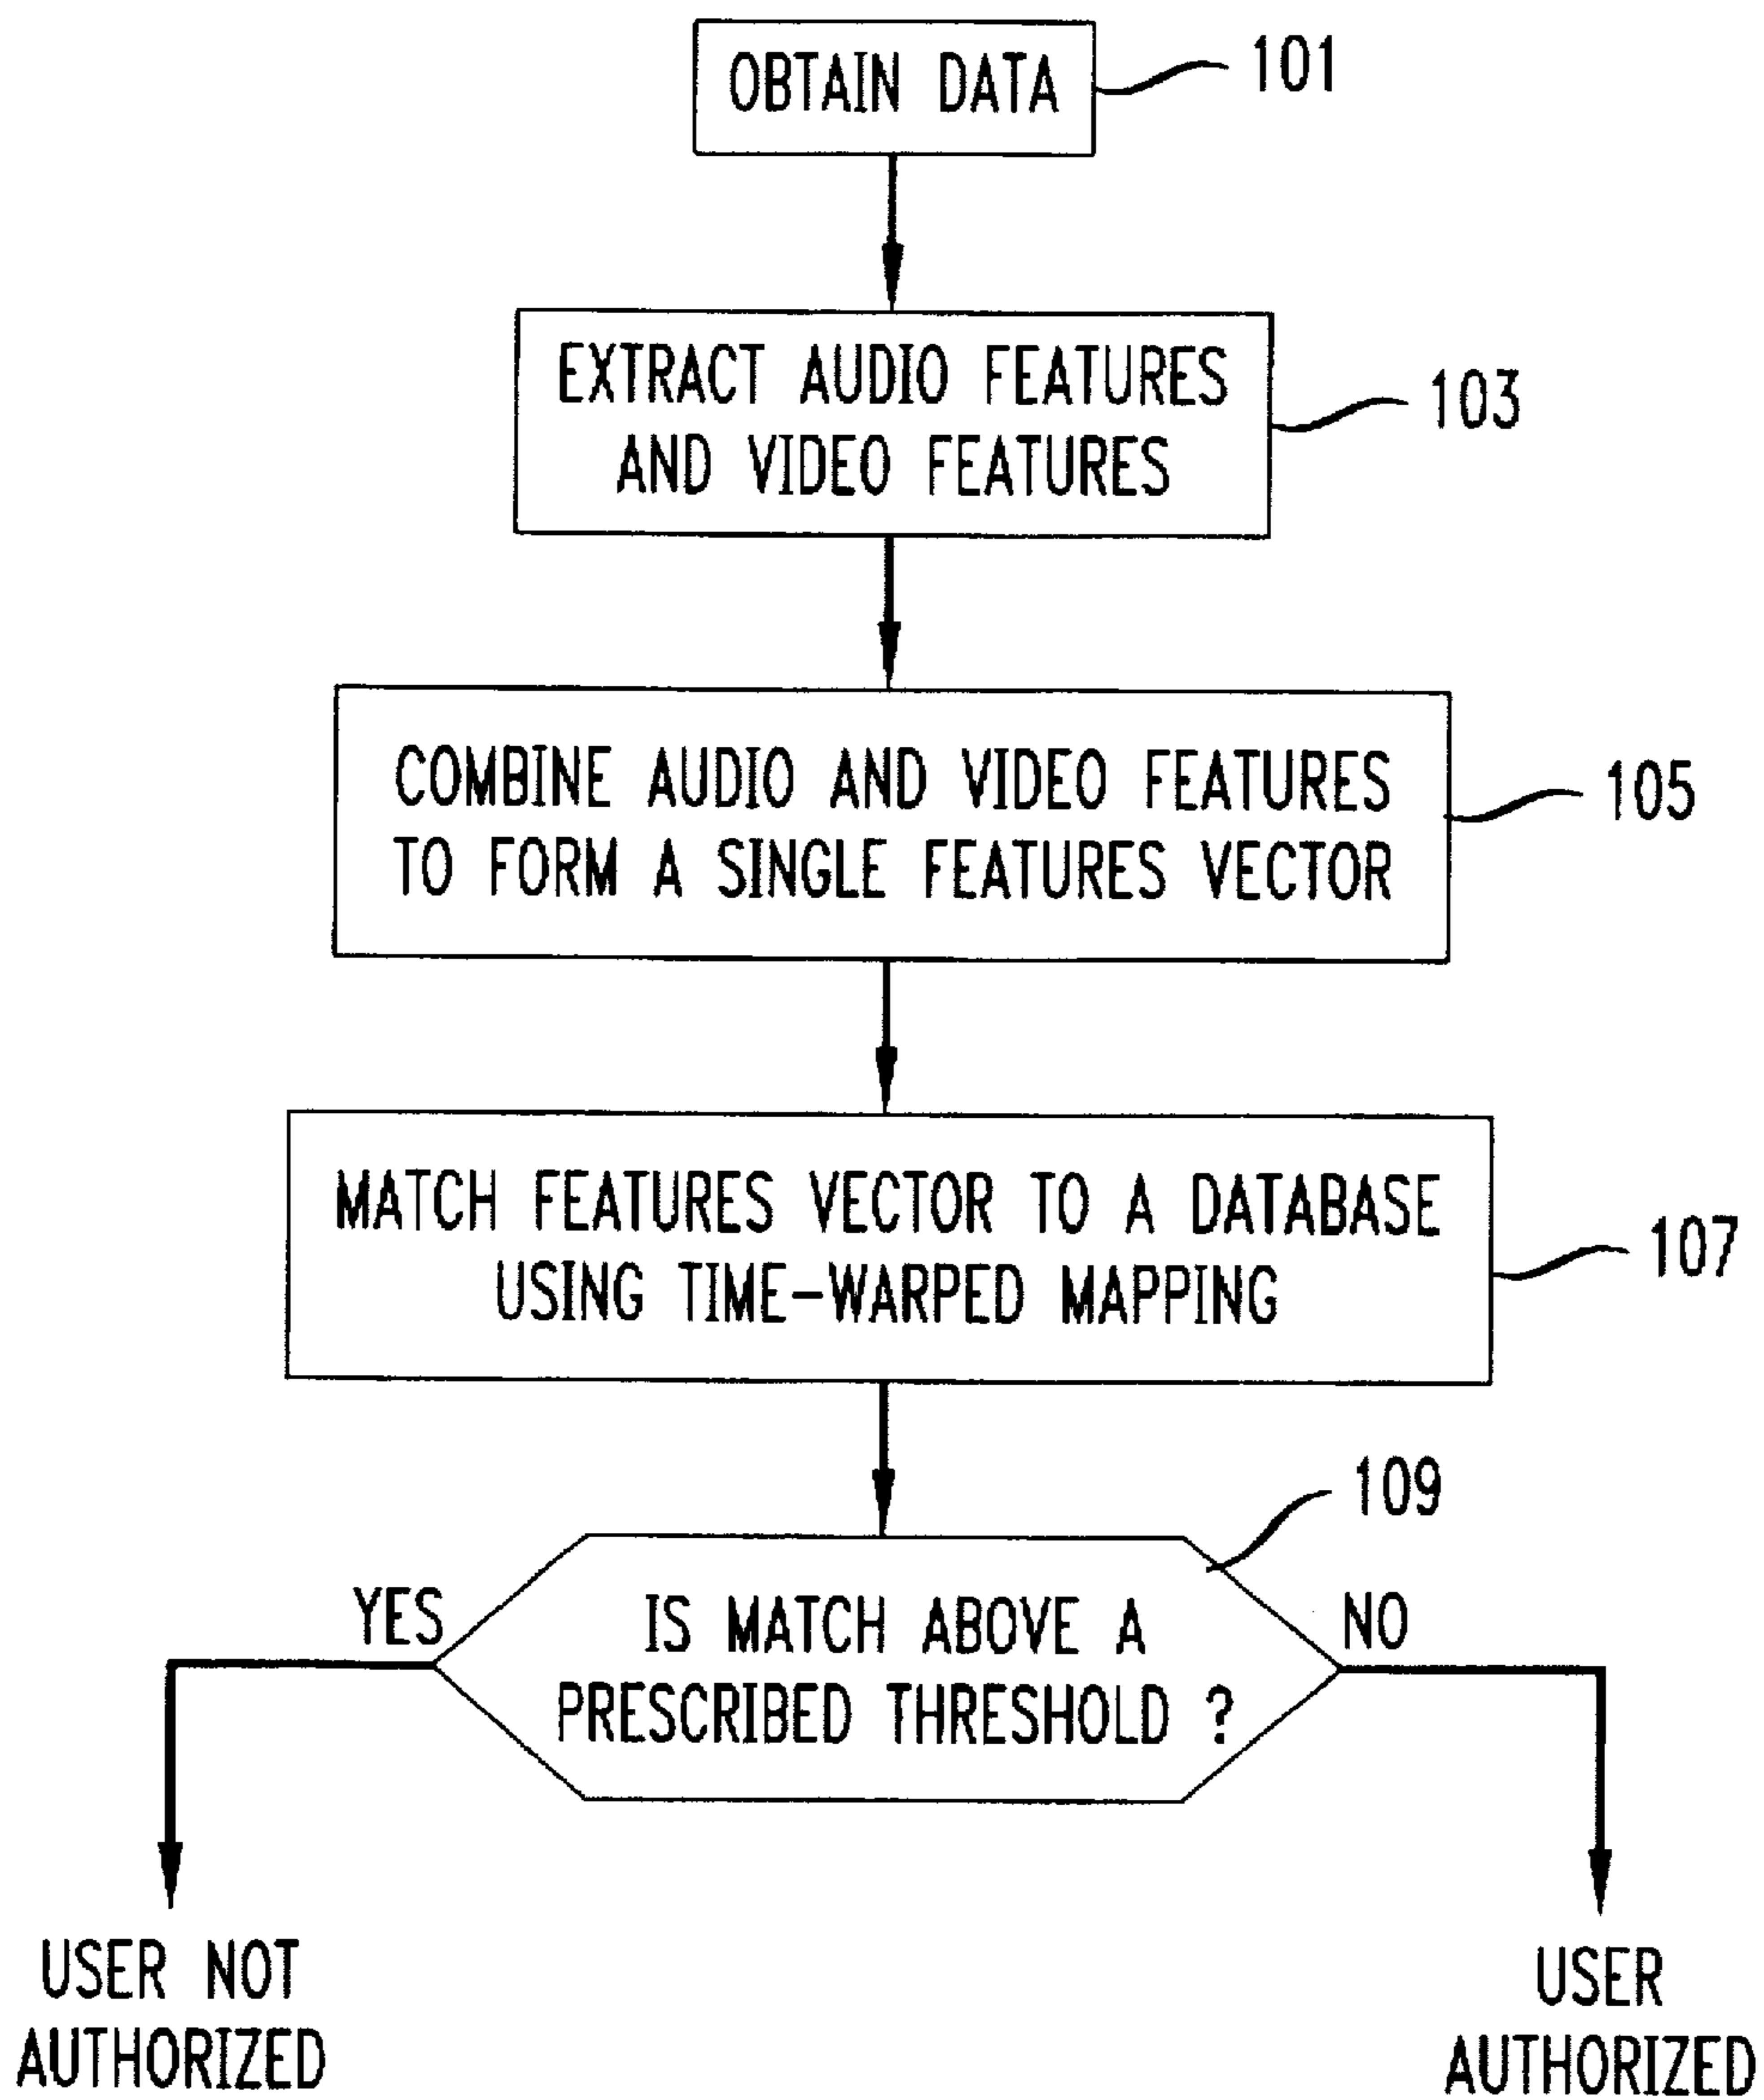 OBTAIN DATA
101
EXTRACT AUDIO FEATURES
AND VIDEO FEATURES
103
COMBINE AUDIO AND VIDEO FEATURES
TO FORM A SINGLE FEATURES VECTOR
105
MATCH FEATURES VECTOR TO A DATABASE
USING TIME-WARPED MAPPING
107
109
YES
IS MATCH ABOVE A
PRESCRIBED THRESHOLD ?
NO
USER NOT
AUTHORIZED
USER
AUTHORIZED